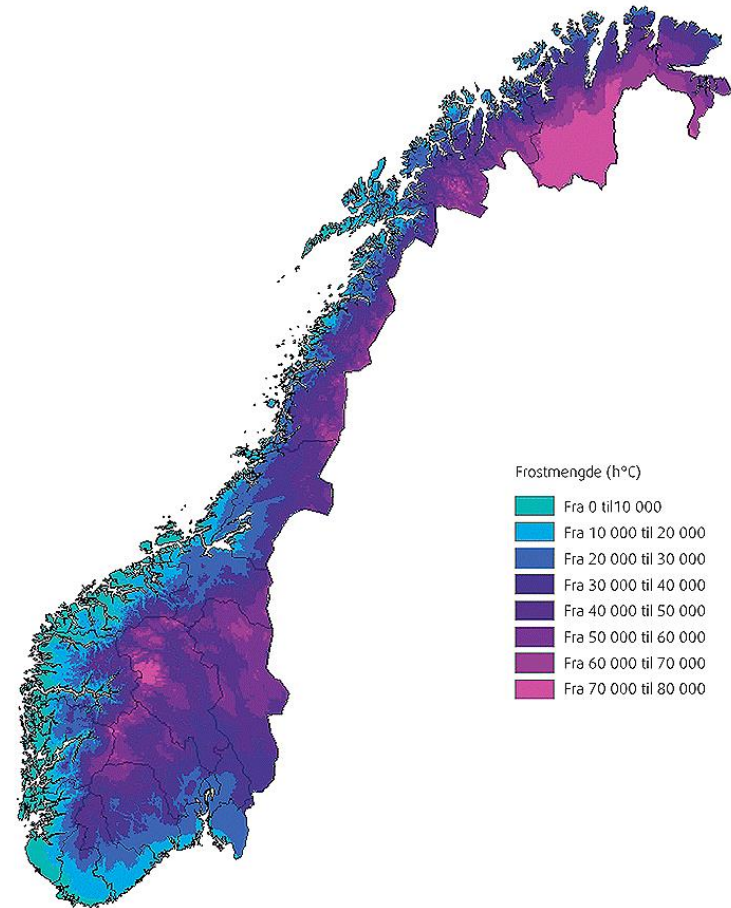 Frostmengde (h°C)
Fra 0 til10 000
Fra 10 000 til 20 000
Fra 20 000 til 30 000
Fra 30 000 til 40 000
Fra 40 000 til 50 000
Fra 50 000 til 60 000
Fra 60 000 til 70 000
Fra 70 000 til 80 000